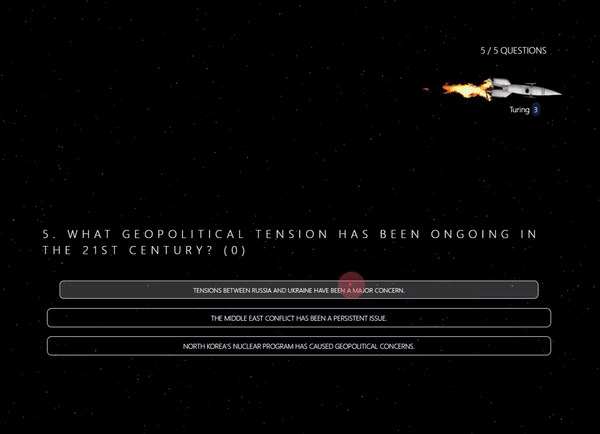 5 / 5 QUESTIONS
Turing 3
5. WHAT GEOPOLITICAL TENSION HAS BEEN ONGOING IN
THE 21ST CENTURY? (0)
TENSIONS BETWEEN RUSSIA AND UKRAINE HAVE BEEN A MAJOR CONCERN.
THE MIDDLE EAST CONFLICT HAS BEEN A PERSISTENT ISSUE.
NORTH KOREA'S NUCLEAR PROGRAM HAS CAUSED GEOPOLITICAL CONCERNS.